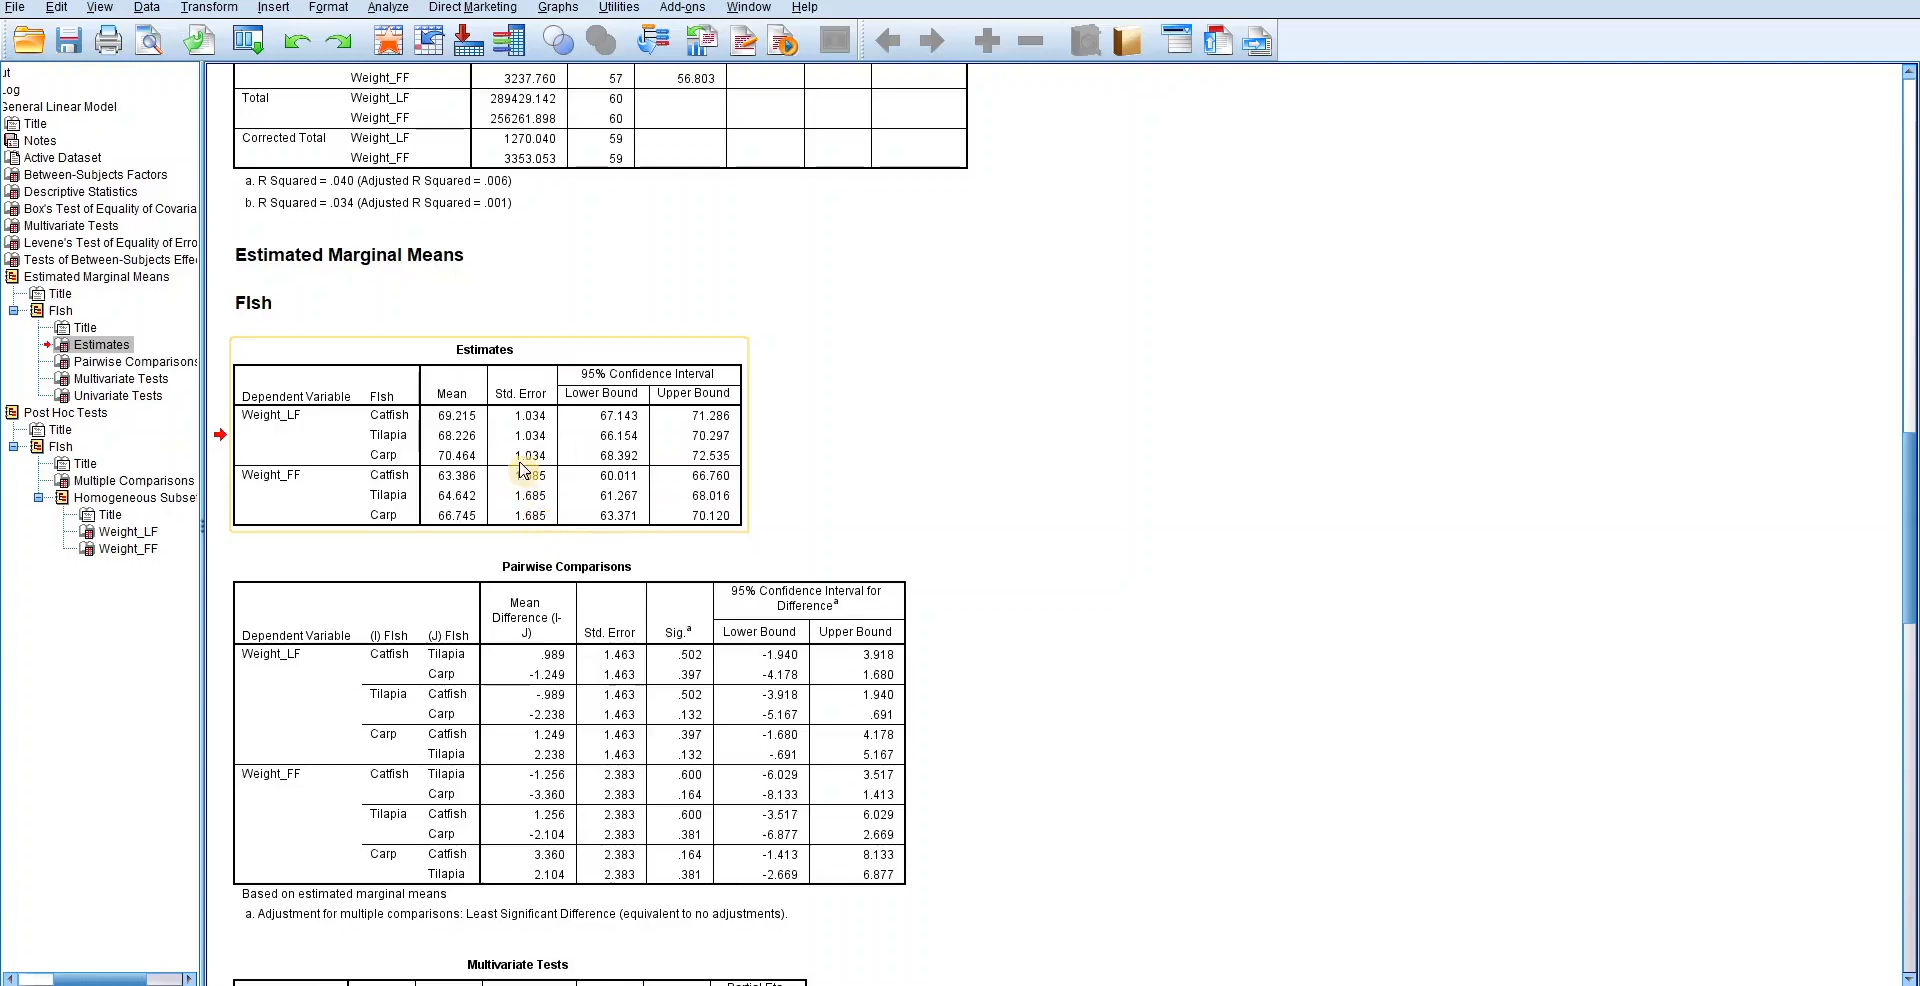 File Edit View Data Transform Insert Format Analyze Direct Marketing Graphs Utilities Add-ons Window Help
ut
Log
General Linear Model
Title
Notes
Active Dataset
Between-Subjects Factors
Descriptive Statistics
Box's Test of Equality of Covaria
Multivariate Tests
Levene's Test of Equality of Erro
Tests of Between-Subjects Effe
Estimated Marginal Means
Title
FIsh
Title
Estimates
Pairwise Comparisons
Multivariate Tests
Univariate Tests
Post Hoc Tests
Title
FIsh
Title
Multiple Comparisons
Homogeneous Subse
Title
Weight_LF
Weight_FF
Weight_FF 3237.760 57 56.803
Total Weight_LF 289429.142 60
Weight_FF 256261.898 60
Corrected Total Weight_LF 1270.040 59
Weight_FF 3353.053 59
a. R Squared = .040 (Adjusted R Squared = .006)
b. R Squared = .034 (Adjusted R Squared = .001)
Estimated Marginal Means
FIsh
Estimates
95% Confidence Interval
Dependent Variable FIsh Mean Std. Error Lower Bound Upper Bound
Weight_LF Catfish 69.215 1.034 67.143 71.286
Tilapia 68.226 1.034 66.154 70.297
Carp 70.464 1.034 68.392 72.535
Weight_FF Catfish 63.386 60.011 66.760
Tilapia 64.642 1.685 61.267 68.016
Carp 66.745 1.685 63.371 70.120
Pairwise Comparisons
95% Confidence Interval for Differenceᵃ
Dependent Variable (I) FIsh (J) FIsh Mean Difference (I-J) Std. Error Sig.ᵃ Lower Bound Upper Bound
Weight_LF Catfish Tilapia .989 1.463 .502 -1.940 3.918
Carp -1.249 1.463 .397 -4.178 1.680
Tilapia Catfish -.989 1.463 .502 -3.918 1.940
Carp -2.238 1.463 .132 -5.167 .691
Carp Catfish 1.249 1.463 .397 -1.680 4.178
Tilapia 2.238 1.463 .132 -.691 5.167
Weight_FF Catfish Tilapia -1.256 2.383 .600 -6.029 3.517
Carp -3.360 2.383 .164 -8.133 1.413
Tilapia Catfish 1.256 2.383 .600 -3.517 6.029
Carp -2.104 2.383 .381 -6.877 2.669
Carp Catfish 3.360 2.383 .164 -1.413 8.133
Tilapia 2.104 2.383 .381 -2.669 6.877
Based on estimated marginal means
a. Adjustment for multiple comparisons: Least Significant Difference (equivalent to no adjustments).
Multivariate Tests